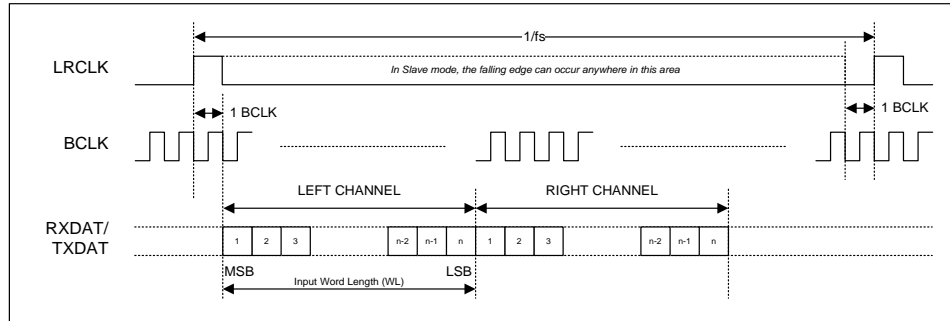 1/fs
LRCLK
In Slave mode, the falling edge can occur anywhere in this area
1 BCLK
1 BCLK
BCLK
LEFT CHANNEL
RIGHT CHANNEL
RXDAT/
TXDAT
1 2 3 n-2 n-1 n 1 2 3 n-2 n-1 n
MSB
LSB
Input Word Length (WL)